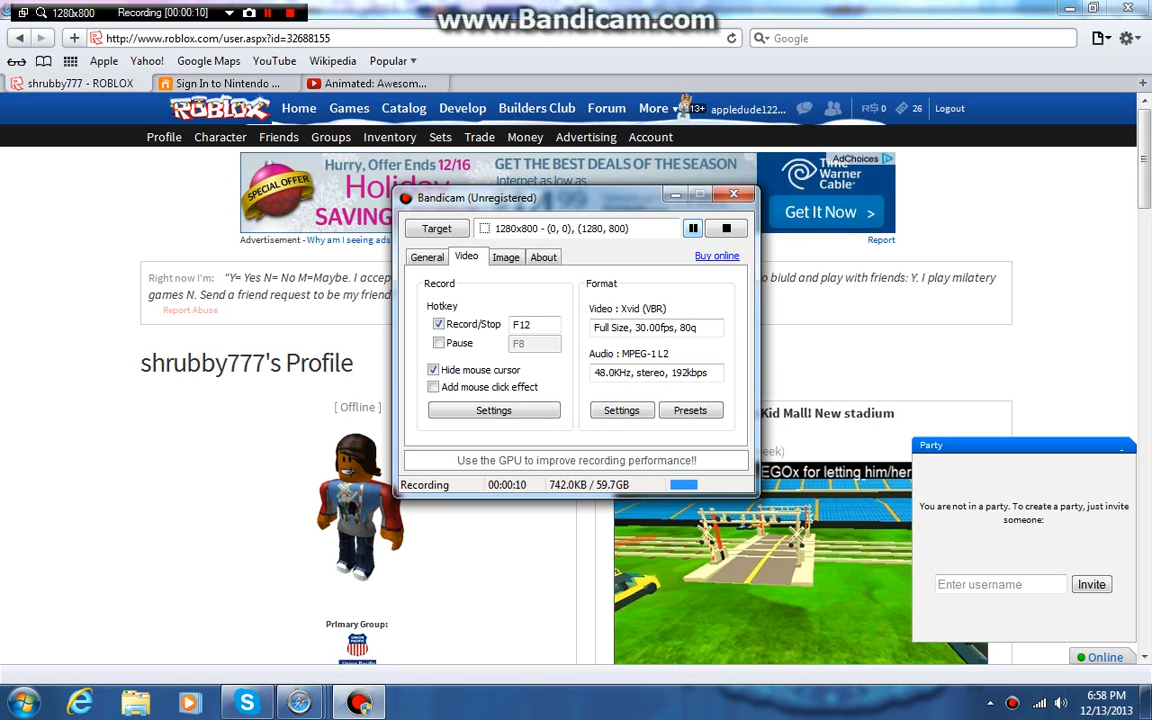 1280x800 Recording [00:00:10]
www.Bandicam.com
http://www.roblox.com/user.aspx?id=32688155
Google
Apple Yahoo! Google Maps YouTube Wikipedia Popular
shrubby777 - ROBLOX Sign In to Nintendo ... Animated: Awesom...
ROBLOX Home Games Catalog Develop Builders Club Forum More 13+ appledude122... R$ 0 26 Logout
Profile Character Friends Groups Inventory Sets Trade Money Advertising Account
SPECIAL OFFER
Hurry, Offer Ends 12/16
Holiday
SAVING
GET THE BEST DEALS OF THE SEASON
Internet as low as
AdChoices
Time Warner Cable
Get It Now >
Advertisement - Why am I seeing ads
Report
Bandicam (Unregistered)
Target 1280x800 - (0, 0), (1280, 800)
General Video Image About Buy online
Record
Hotkey
Record/Stop F12
Pause F8
Hide mouse cursor
Add mouse click effect
Settings
Format
Video : Xvid (VBR)
Full Size, 30.00fps, 80q
Audio : MPEG-1 L2
48.0KHz, stereo, 192kbps
Settings Presets
Use the GPU to improve recording performance!!
Recording 00:00:10 742.0KB / 59.7GB
Right now I'm: "Y= Yes N= No M=Maybe. I accep
o biuld and play with friends: Y. I play milatery
games N. Send a friend request to be my frien
Report Abuse
shrubby777's Profile
[ Offline ]
Primary Group:
UNION PACIFIC
Union Pacific
Kid Mall! New stadium
eek)
EGOx for letting him/her
Party
You are not in a party. To create a party, just invite
someone:
Enter username Invite
Online
6:58 PM
12/13/2013